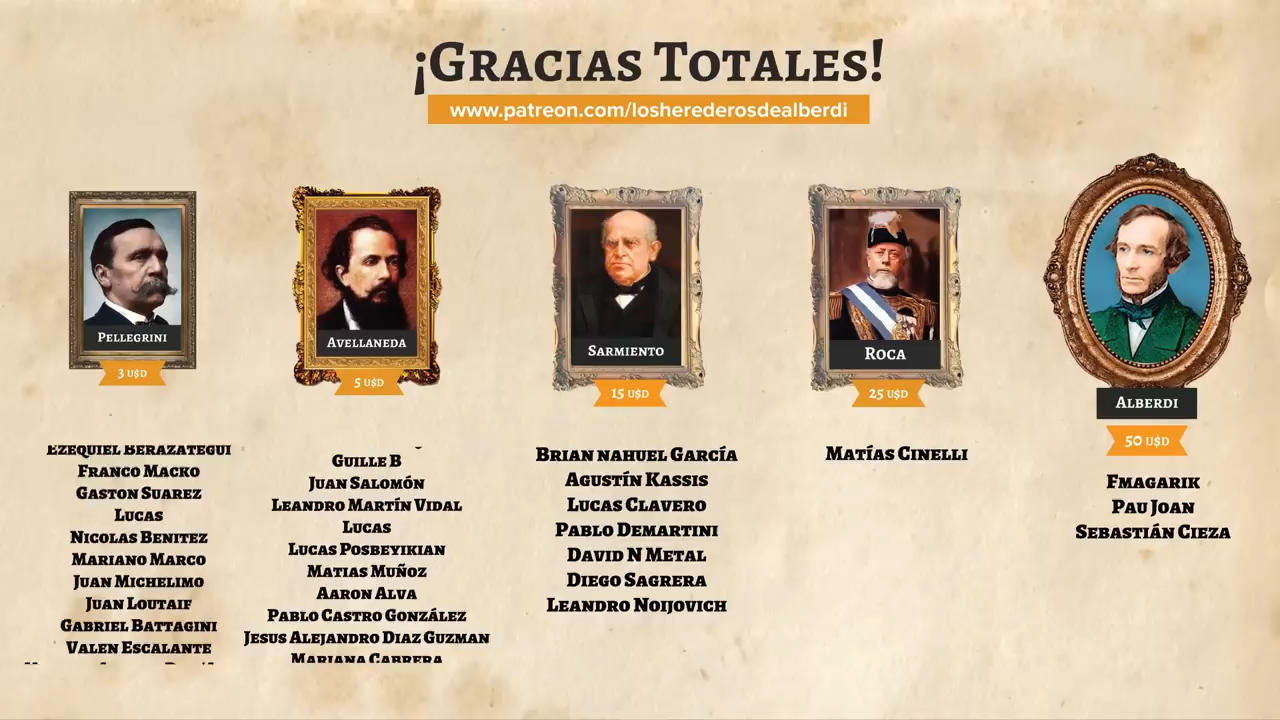 ¡Gracias Totales!
www.patreon.com/losherederosdealberdi
Pellegrini
3 U$D
Ezequiel Berazategui
Franco Macko
Gaston Suarez
Lucas
Nicolas Benitez
Mariano Marco
Juan Michelimo
Juan Loutaif
Gabriel Battagini
Valen Escalante
Avellaneda
5 U$D
Guille B
Juan Salomón
Leandro Martín Vidal
Lucas
Lucas Posbeyikian
Matias Muñoz
Aaron Alva
Pablo Castro González
Jesus Alejandro Diaz Guzman
Mariana Cabrera
Sarmiento
15 U$D
Brian nahuel García
Agustín Kassis
Lucas Clavero
Pablo Demartini
David N Metal
Diego Sagrera
Leandro Noijovich
Roca
25 U$D
Matías Cinelli
Alberdi
50 U$D
Fmagarik
Pau Joan
Sebastián Cieza